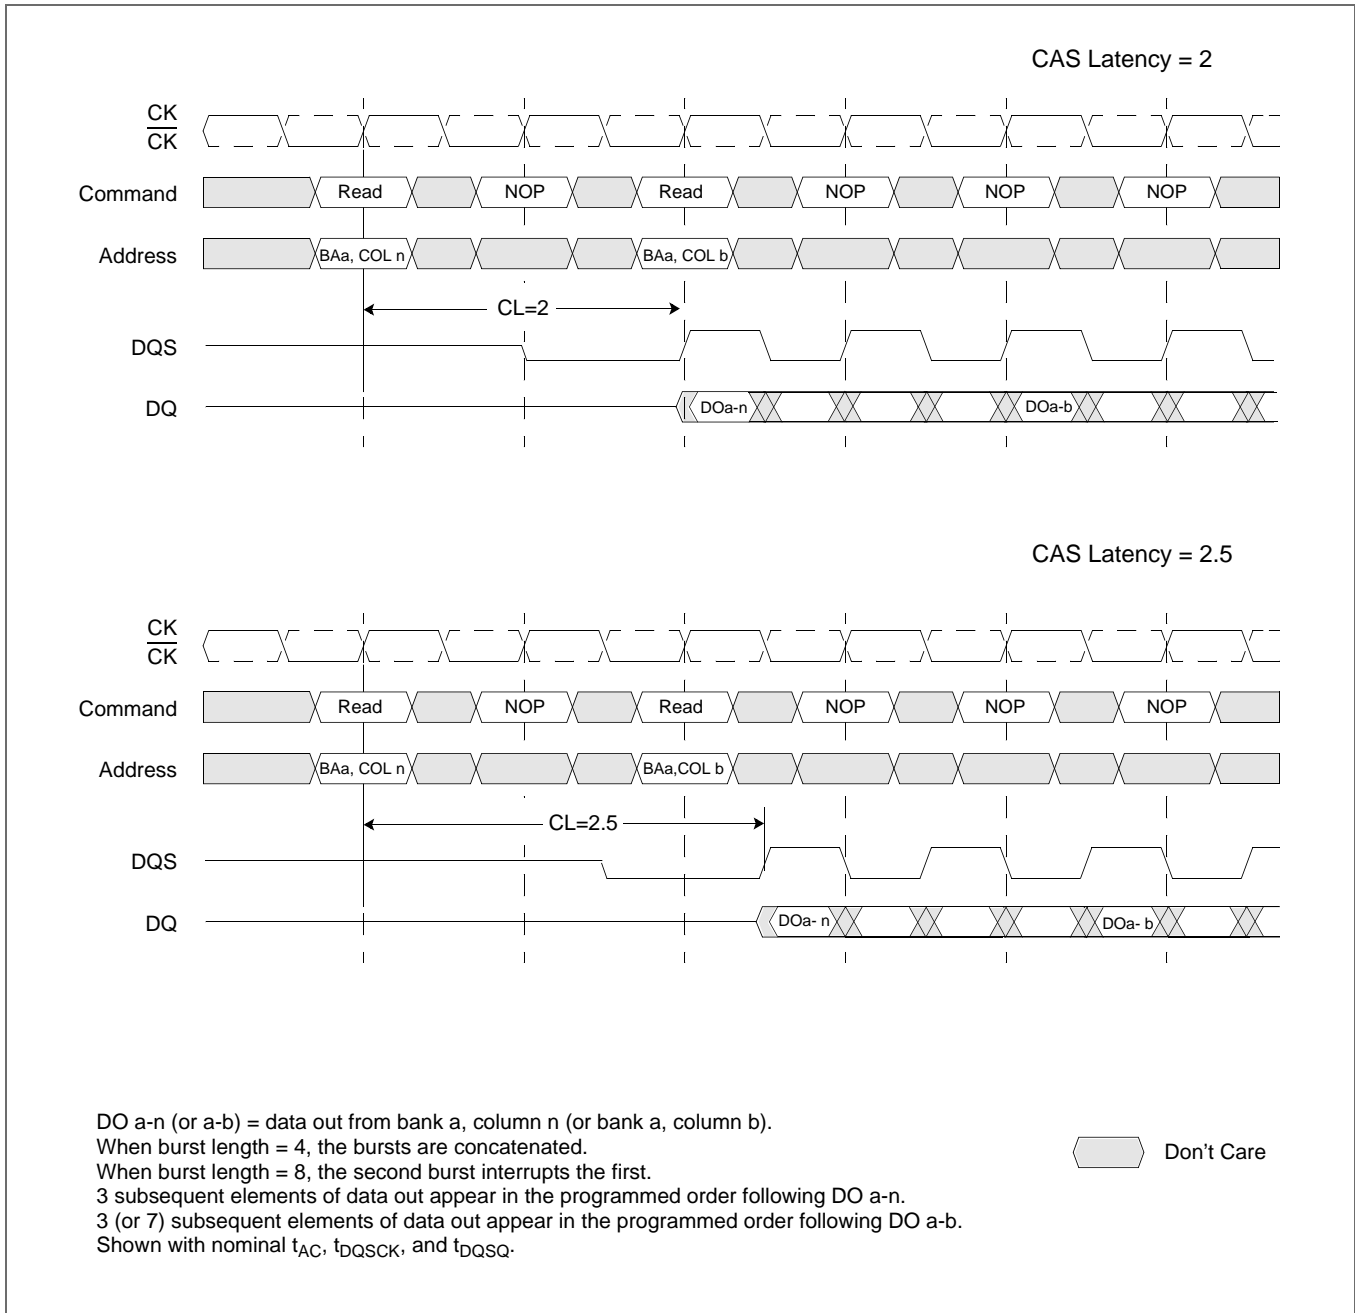 CAS Latency = 2
CK
CK
Command Read NOP Read NOP NOP NOP
Address BAa, COL n BAa, COL b
CL=2
DQS
DQ DOa-n DOa-b
CAS Latency = 2.5
CK
CK
Command Read NOP Read NOP NOP NOP
Address BAa, COL n BAa,COL b
CL=2.5
DQS
DQ DOa- n DOa- b
DO a-n (or a-b) = data out from bank a, column n (or bank a, column b).
When burst length = 4, the bursts are concatenated.
When burst length = 8, the second burst interrupts the first.
3 subsequent elements of data out appear in the programmed order following DO a-n.
3 (or 7) subsequent elements of data out appear in the programmed order following DO a-b.
Shown with nominal tAC, tDQSCK, and tDQSQ.
Don't Care